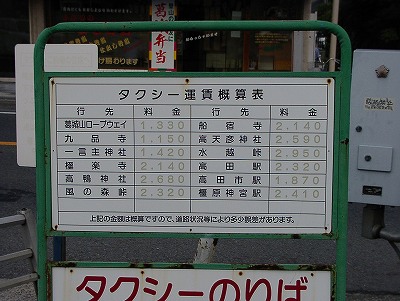 葛城弁当
タクシー運賃概算表
行先 料金 行先 料金
葛城山ロープウェイ 1.330 船宿寺 2.140
九品寺 1.150 高天彦神社 2.590
一言主神社 1.420 水越峠 2.950
極楽寺 2.140 高田駅 2.320
高鴨神社 2.680 高田市駅 1.870
風の森峠 2.320 橿原神宮駅 2.410
上記の金額は概算ですので、道路状況等により多少誤差があります。
タクシーのりば